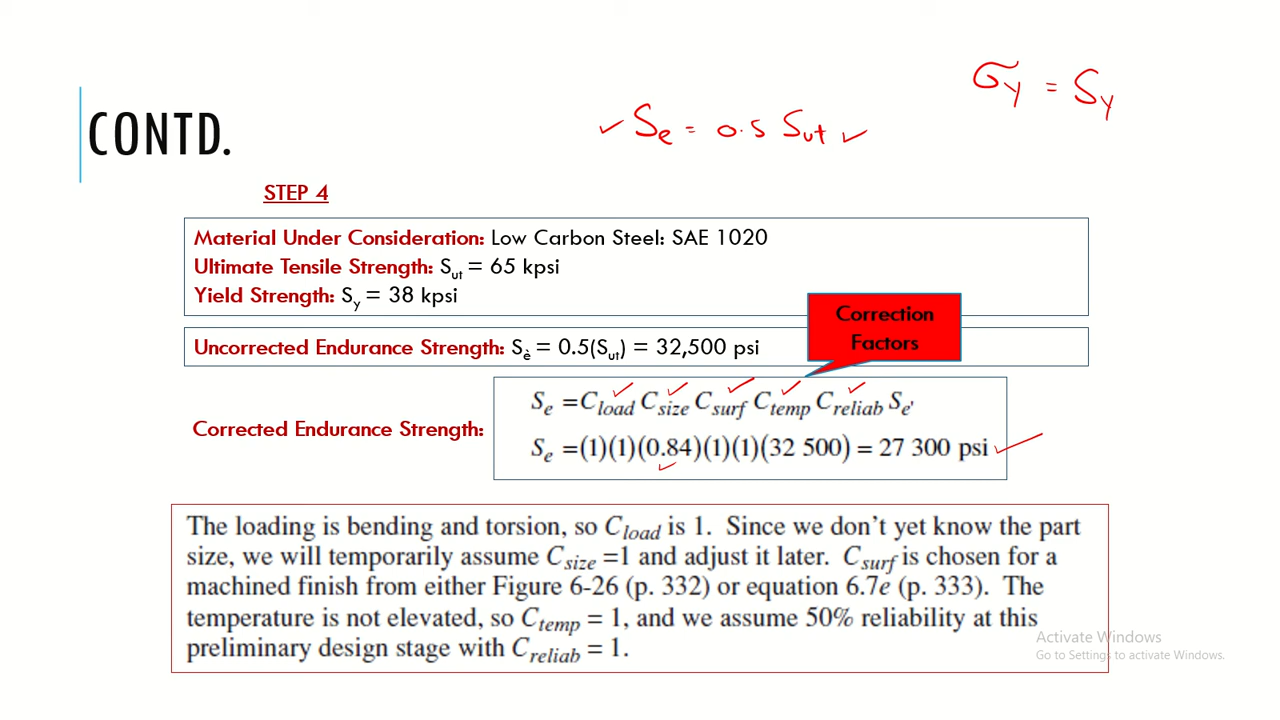 σy = Sy
✓ Se = 0.5 Sut ✓
CONTD.
STEP 4
Material Under Consideration: Low Carbon Steel: SAE 1020
Ultimate Tensile Strength: Sut = 65 kpsi
Yield Strength: Sy = 38 kpsi
Correction
Factors
Uncorrected Endurance Strength: Sè = 0.5(Sut) = 32,500 psi
Corrected Endurance Strength:
Se =Cload Csize Csurf Ctemp Creliab Se'
Se =(1)(1)(0.84)(1)(1)(32 500) = 27 300 psi
The loading is bending and torsion, so Cload is 1. Since we don't yet know the part
size, we will temporarily assume Csize =1 and adjust it later. Csurf is chosen for a
machined finish from either Figure 6-26 (p. 332) or equation 6.7e (p. 333). The
temperature is not elevated, so Ctemp = 1, and we assume 50% reliability at this
preliminary design stage with Creliab = 1.
Activate Windows
Go to Settings to activate Windows.